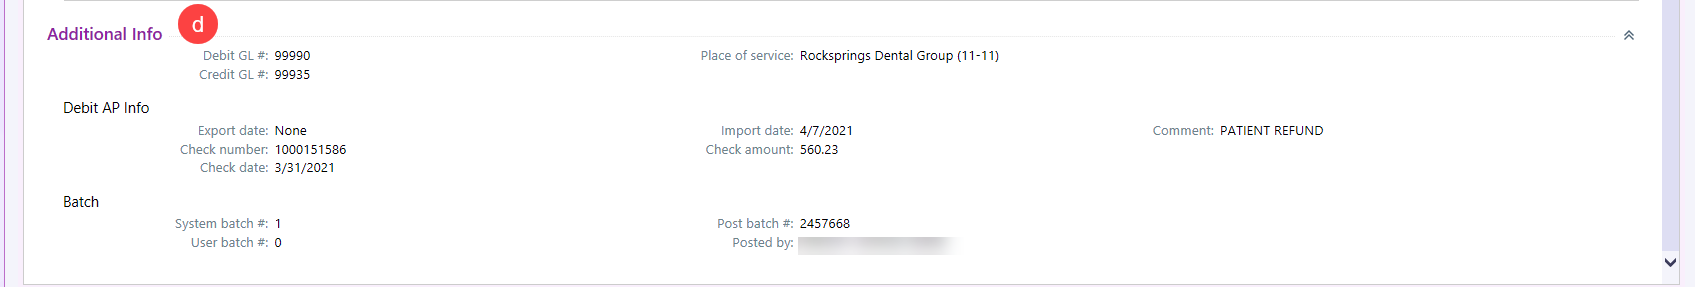 Additional Info d
Debit GL #: 99990 Place of service: Rocksprings Dental Group (11-11)
Credit GL #: 99935
Debit AP Info
Export date: None Import date: 4/7/2021 Comment: PATIENT REFUND
Check number: 1000151586 Check amount: 560.23
Check date: 3/31/2021
Batch
System batch #: 1 Post batch #: 2457668
User batch #: 0 Posted by: